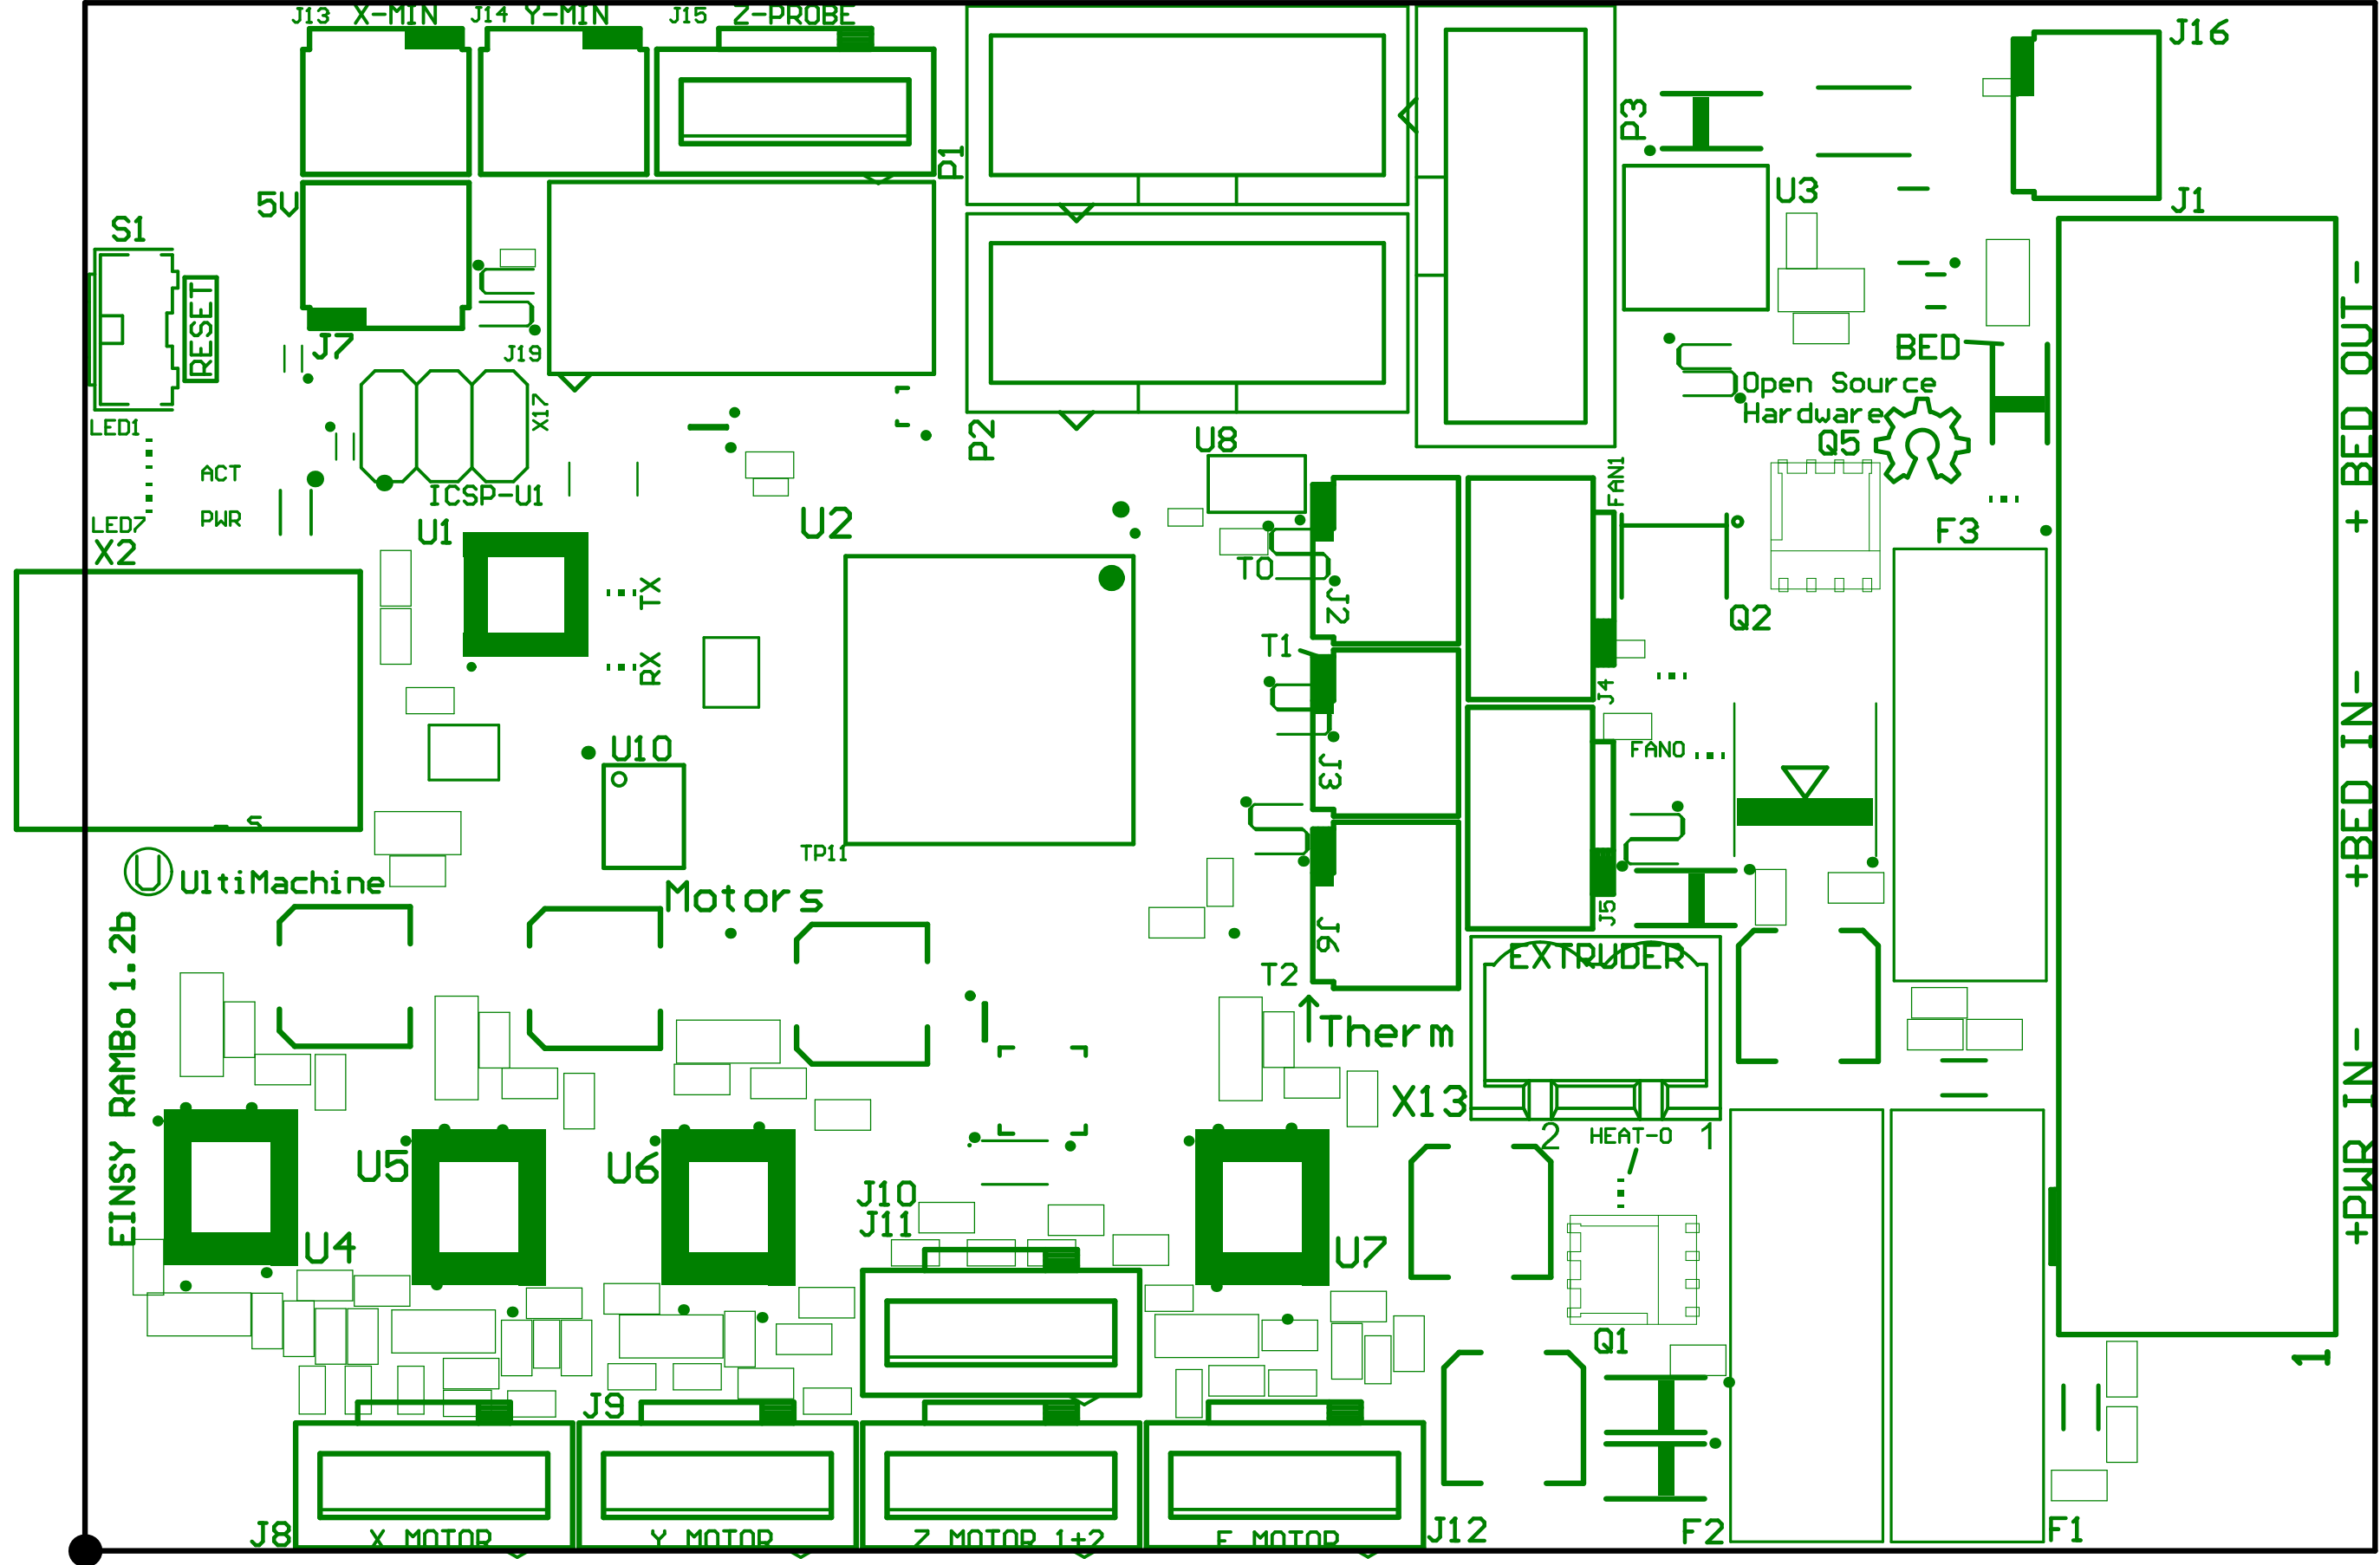 J13 X-MIN J14 Y-MIN J15 Z-PROBE
J16
P3
P1
5V
S1
U3
J1
RESET
J7
J19
BED
BED OUT-
Open Source
Hardware
X17
LED1
P2
U8
Q5
ACT
ICSP-U1
FAN1
LED7
PWR
X2
U1
U2
F3
+
T0
TX
J2
Q2
T1
RX
J4
+BED IN-
U10
J3
FAN0
TP11
S
U UltiMachine
Motors
J5
J6
EXTRUDER
T2
Therm
X13
EINSY RAMBo 1.2b
2 HEAT-0 1
U5
U6
J10
J11
U4
U7
+PWR IN-
Q1
1
J9
J8
X MOTOR
Y MOTOR
Z MOTOR 1+2
E MOTOR
J12
F2
F1